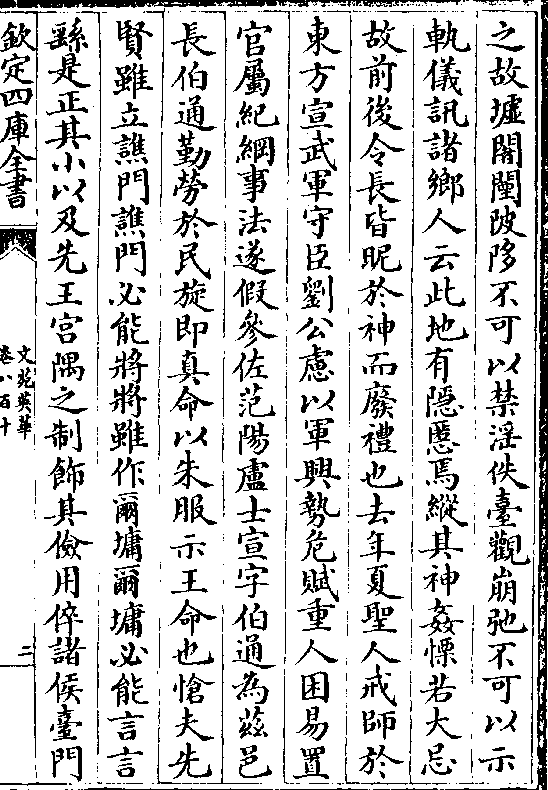 之故墟闍闉陂陊不可以禁淫佚臺觀崩弛不可以示
軌儀訊諸鄉人云此地有隠慝焉縱其神姦慄若大忌
故前後令長皆昵於神而廢禮也去年夏聖人戒師於
東方宣武軍守臣劉公慮以軍興勢危賦重人困易置
官屬紀綱事法遂假參佐范陽盧士宣字伯通為兹邑
長伯通勤勞於民旋即真命以朱服示王命也愴夫先
賢雖立譙門譙門必能將將雖作爾墉爾墉必能言言
繇是正其小以及先王宫隅之制飾其儉用倅諸侯臺門
欽定四庫全書
文苑英華
卷八百十
二